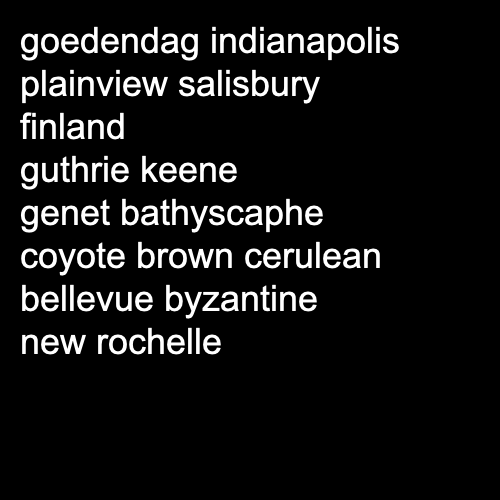 goedendag indianapolis
plainview salisbury
finland
guthrie keene
genet bathyscaphe
coyote brown cerulean
bellevue byzantine
new rochelle